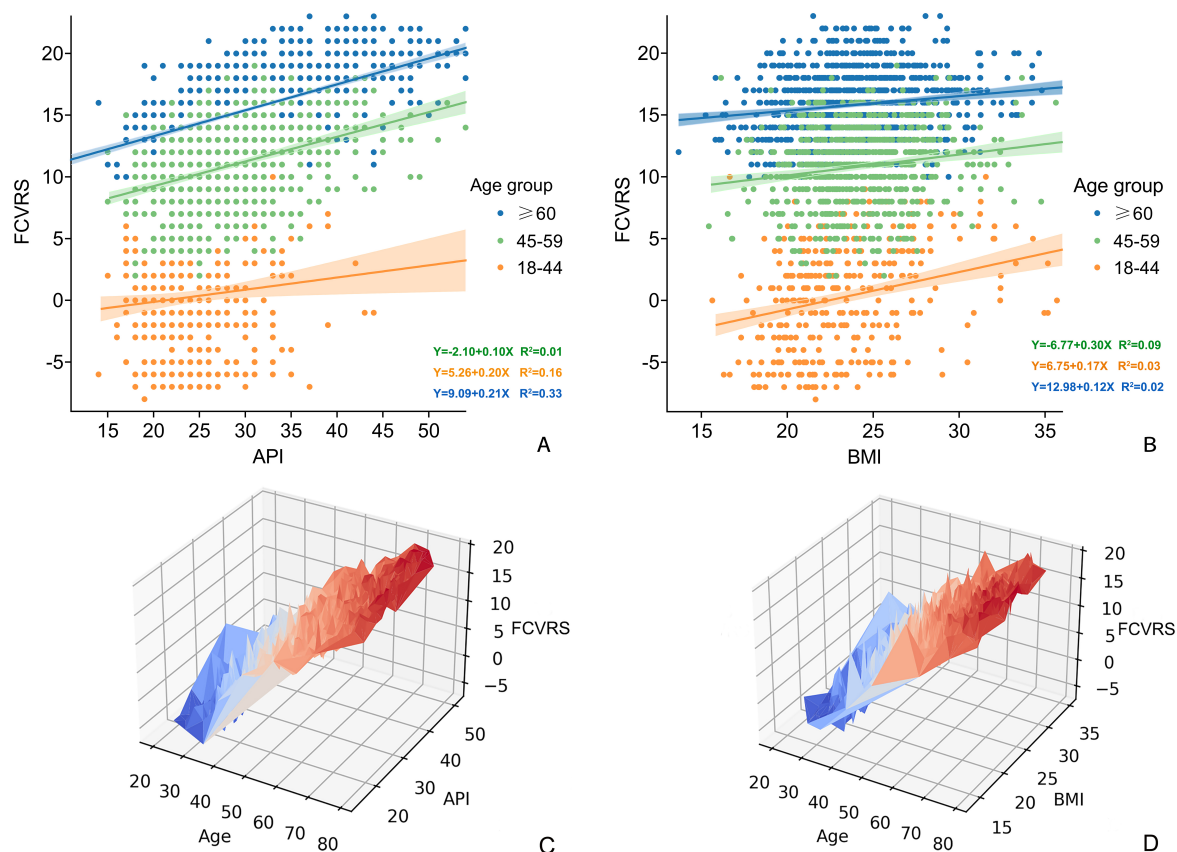 20
15
10
5
0
-5
FCVRS
15 20 25 30 35 40 45 50
API
Age group
≥60
45-59
18-44
Y=-2.10+0.10X R²=0.01
Y=5.26+0.20X R²=0.16
Y=9.09+0.21X R²=0.33
A
20
15
10
5
0
-5
FCVRS
15 20 25 30 35
BMI
Age group
≥60
45-59
18-44
Y=-6.77+0.30X R²=0.09
Y=6.75+0.17X R²=0.03
Y=12.98+0.12X R²=0.02
B
20
15
10
5
0
−5
FCVRS
50
40
30
20
API
20 30 40 50 60 70 80
Age
C
20
15
10
5
0
−5
FCVRS
35
30
25
20
15
BMI
20 30 40 50 60 70 80
Age
D